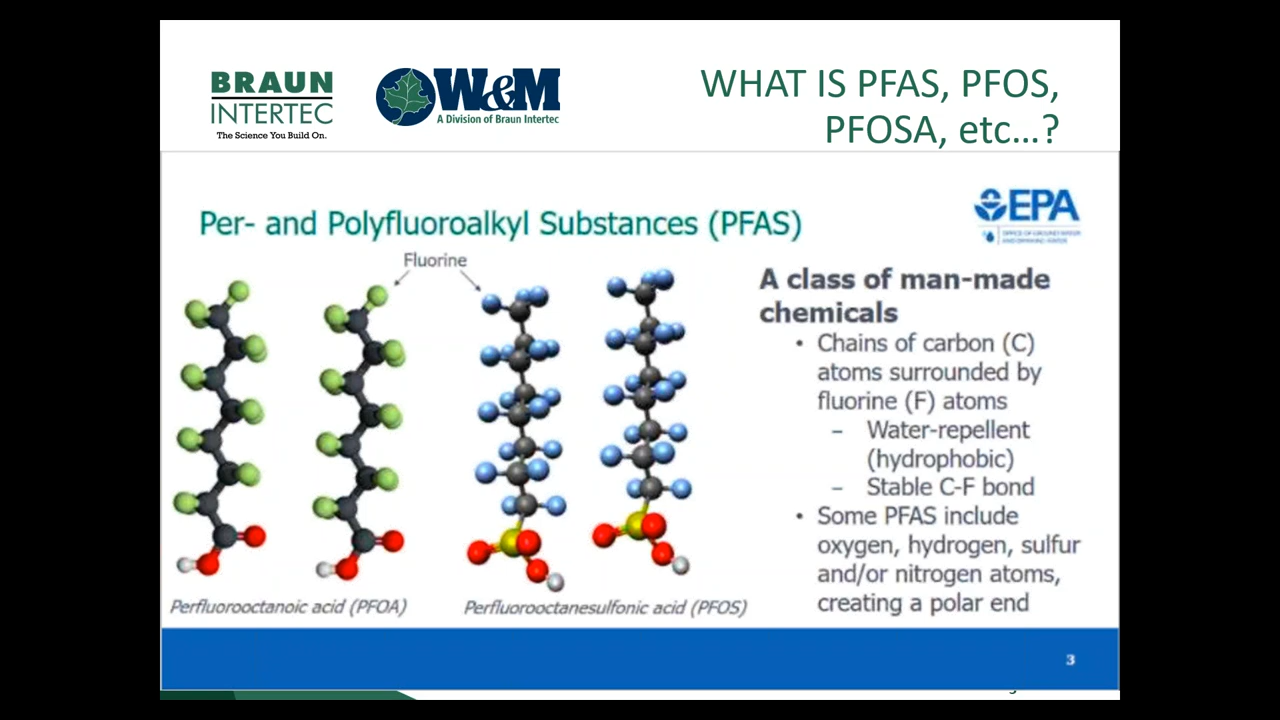 BRAUN
INTERTEC
The Science You Build On.
W&M
A Division of Braun Intertec
WHAT IS PFAS, PFOS,
PFOSA, etc...?
Per- and Polyfluoroalkyl Substances (PFAS)
EPA
OFFICE OF GROUND WATER
AND DRINKING WATER
Fluorine
A class of man-made
chemicals
• Chains of carbon (C)
atoms surrounded by
fluorine (F) atoms
– Water-repellent
(hydrophobic)
– Stable C-F bond
• Some PFAS include
oxygen, hydrogen, sulfur
and/or nitrogen atoms,
creating a polar end
Perfluorooctanoic acid (PFOA)
Perfluorooctanesulfonic acid (PFOS)
3